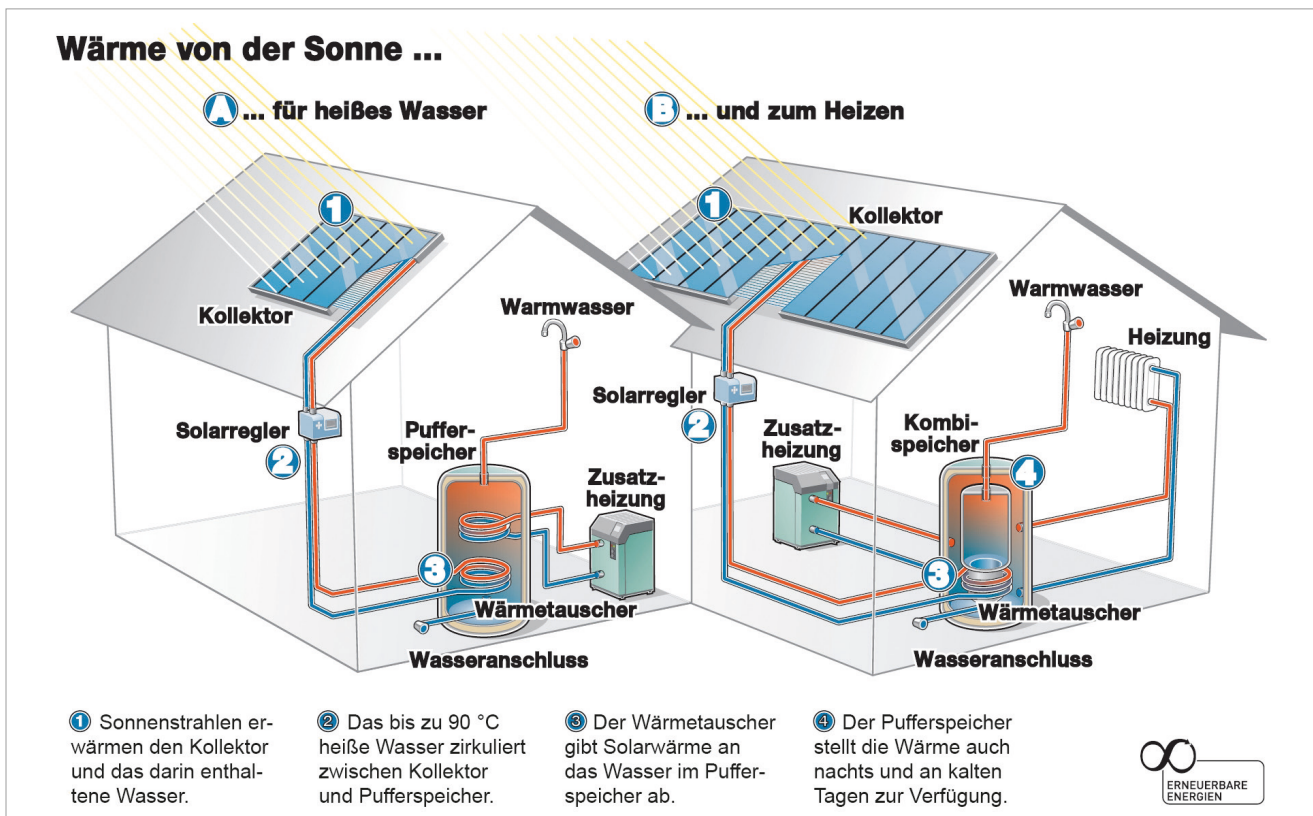 Wärme von der Sonne ...
A ... für heißes Wasser
B ... und zum Heizen
1
Kollektor
Warmwasser
Solarregler
2
Puffer-
speicher
Zusatz-
heizung
3
Wärmetauscher
Wasseranschluss
1
Kollektor
Warmwasser
Heizung
Solarregler
2
Zusatz-
heizung
Kombi-
speicher
4
3
Wärmetauscher
Wasseranschluss
1 Sonnenstrahlen er-
wärmen den Kollektor
und das darin enthal-
tene Wasser.
2 Das bis zu 90 °C
heiße Wasser zirkuliert
zwischen Kollektor
und Pufferspeicher.
3 Der Wärmetauscher
gibt Solarwärme an
das Wasser im Puffer-
speicher ab.
4 Der Pufferspeicher
stellt die Wärme auch
nachts und an kalten
Tagen zur Verfügung.
ERNEUERBARE
ENERGIEN